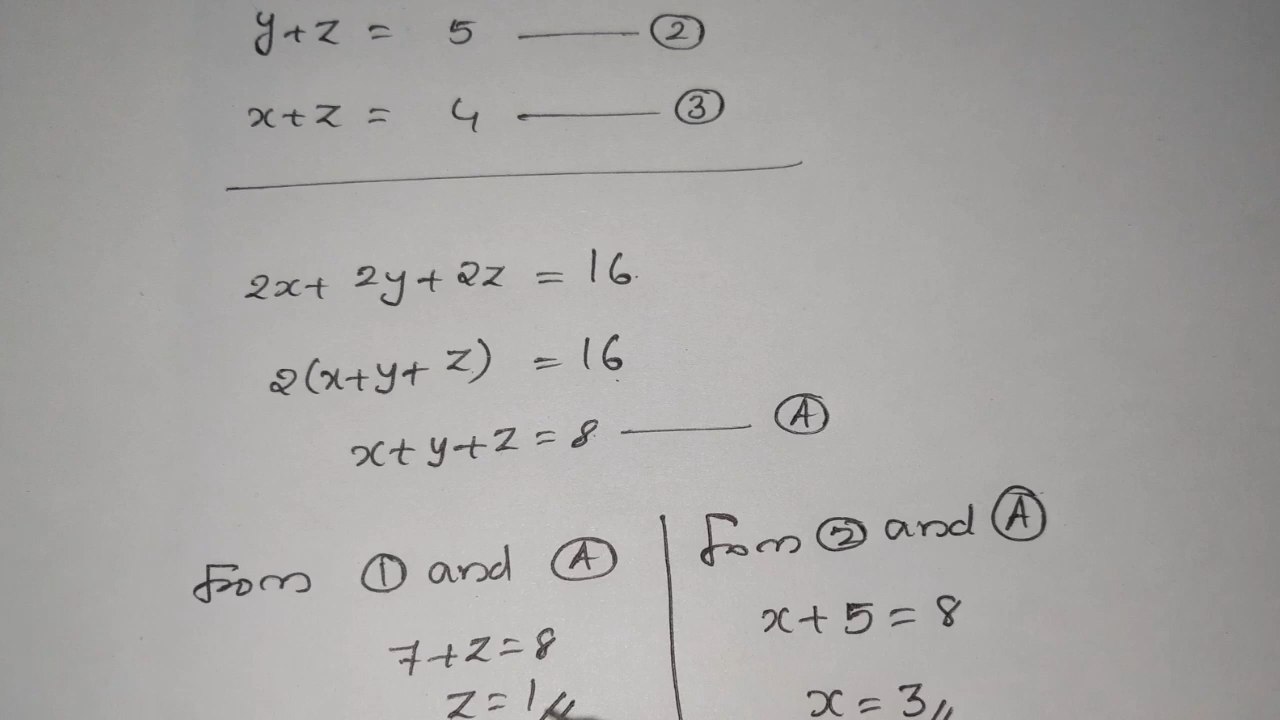 y+z = 5 —— ②
x+z = 4 —— ③
2x+ 2y+ 2z = 16
2(x+y+ z) = 16
x+ y+z = 8 —— Ⓐ
from ① and Ⓐ
7+z=8
z=1
from ② and Ⓐ
x+5=8
x=3